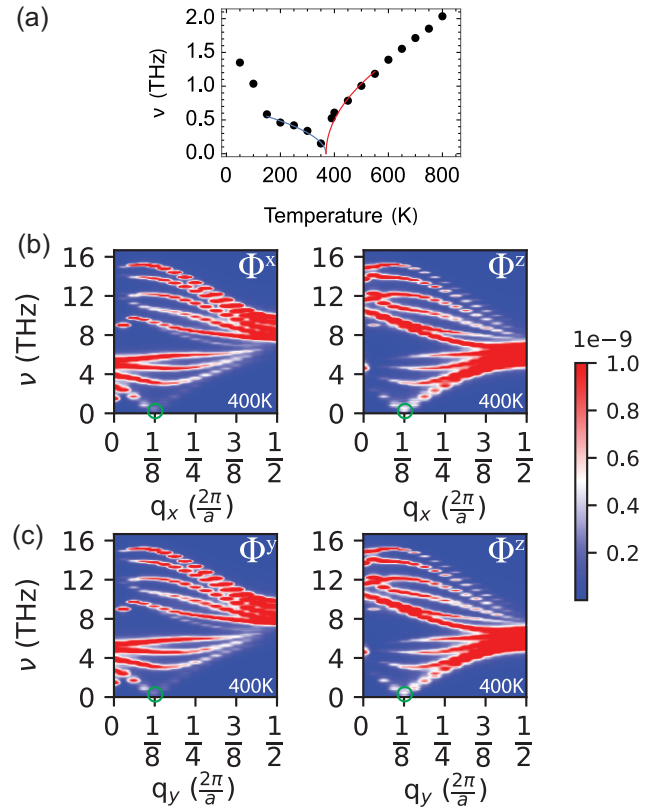 (a)
2.0
1.5
1.0
0.5
0.0
ν (THz)
0 200 400 600 800
Temperature (K)
(b)
16
12
8
4
0
ν (THz)
Φx
400K
0 1/8 1/4 3/8 1/2
qx (2π/a)
16
12
8
4
0
Φz
400K
0 1/8 1/4 3/8 1/2
qx (2π/a)
1e−9
1.0
0.8
0.6
0.4
0.2
(c)
16
12
8
4
0
ν (THz)
Φy
400K
0 1/8 1/4 3/8 1/2
qy (2π/a)
16
12
8
4
0
Φz
400K
0 1/8 1/4 3/8 1/2
qy (2π/a)